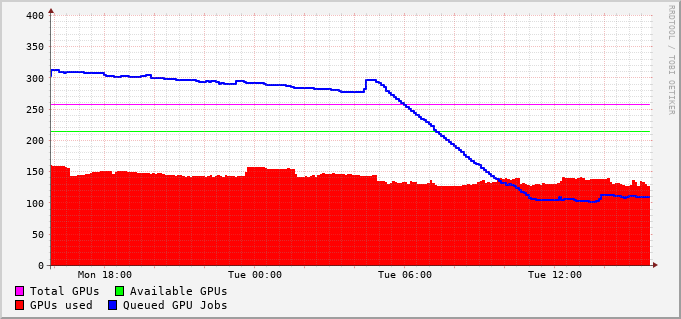 400
350
300
250
200
150
100
50
0
Mon 18:00 Tue 00:00 Tue 06:00 Tue 12:00
Total GPUs Available GPUs
GPUs used Queued GPU Jobs
RRDTOOL / TOBI OETIKER